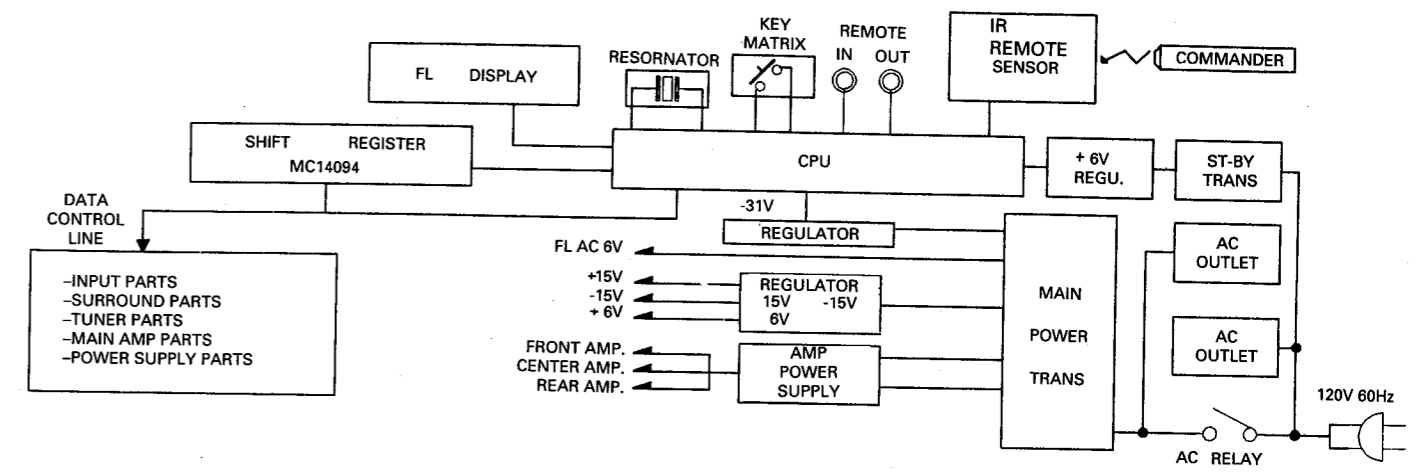 FL DISPLAY
RESORNATOR
KEY
MATRIX
REMOTE
IN OUT
IR
REMOTE
SENSOR
COMMANDER
SHIFT REGISTER
MC14094
CPU
+ 6V
REGU.
ST-BY
TRANS
DATA
CONTROL
LINE
-31V
REGULATOR
FL AC 6V
+15V
-15V
+ 6V
REGULATOR
15V -15V
6V
FRONT AMP.
CENTER AMP.
REAR AMP.
AMP
POWER
SUPPLY
MAIN
POWER
TRANS
AC
OUTLET
AC
OUTLET
120V 60Hz
AC RELAY
–INPUT PARTS
–SURROUND PARTS
–TUNER PARTS
–MAIN AMP PARTS
–POWER SUPPLY PARTS